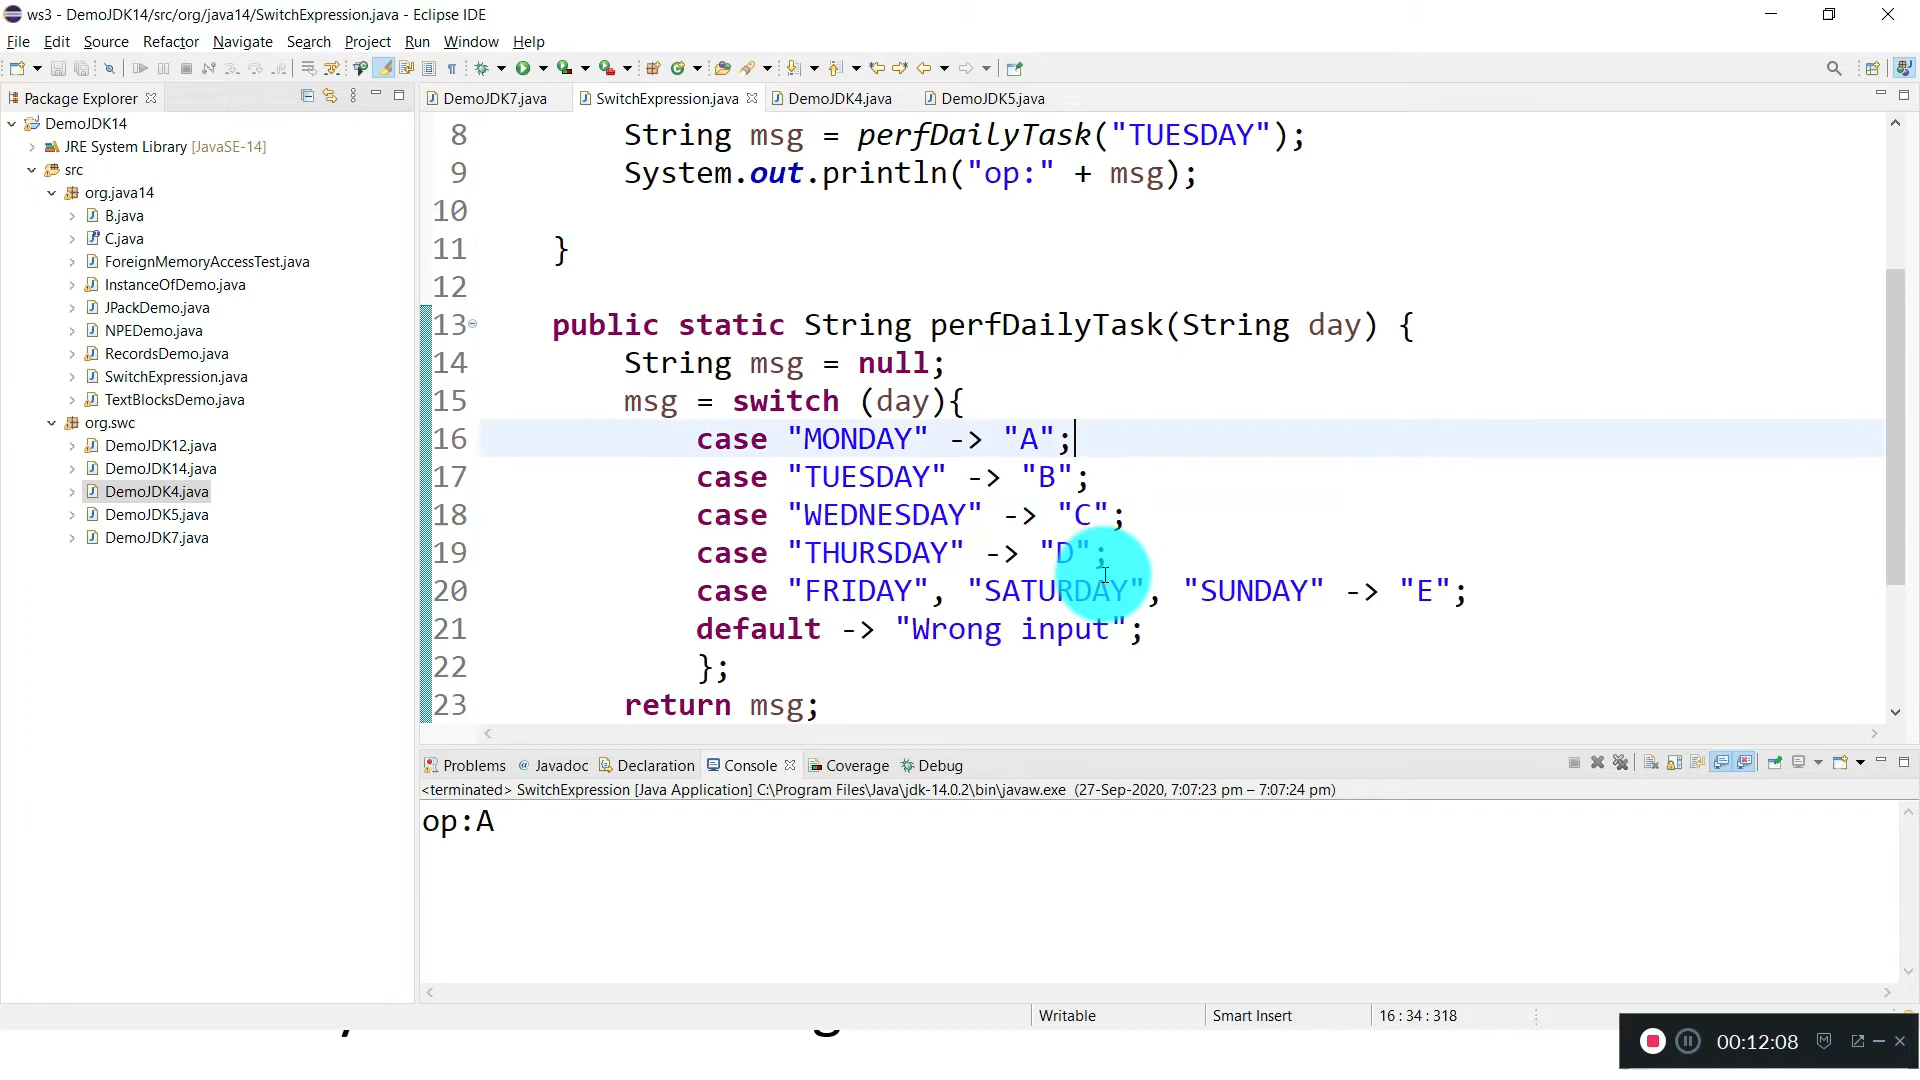 ws3 - DemoJDK14/src/org/java14/SwitchExpression.java - Eclipse IDE
File Edit Source Refactor Navigate Search Project Run Window Help
Package Explorer
DemoJDK14
JRE System Library [JavaSE-14]
src
org.java14
B.java
C.java
ForeignMemoryAccessTest.java
InstanceOfDemo.java
JPackDemo.java
NPEDemo.java
RecordsDemo.java
SwitchExpression.java
TextBlocksDemo.java
org.swc
DemoJDK12.java
DemoJDK14.java
DemoJDK4.java
DemoJDK5.java
DemoJDK7.java
DemoJDK7.java SwitchExpression.java DemoJDK4.java DemoJDK5.java
8 String msg = perfDailyTask("TUESDAY");
9 System.out.println("op:" + msg);
10
11 }
12
13 public static String perfDailyTask(String day) {
14 String msg = null;
15 msg = switch (day){
16 case "MONDAY" -> "A";
17 case "TUESDAY" -> "B";
18 case "WEDNESDAY" -> "C";
19 case "THURSDAY" -> "D";
20 case "FRIDAY", "SATURDAY", "SUNDAY" -> "E";
21 default -> "Wrong input";
22 };
23 return msg;
Problems @ Javadoc Declaration Console Coverage Debug
<terminated> SwitchExpression [Java Application] C:\Program Files\Java\jdk-14.0.2\bin\javaw.exe (27-Sep-2020, 7:07:23 pm – 7:07:24 pm)
op:A
Writable Smart Insert 16 : 34 : 318
00:12:08